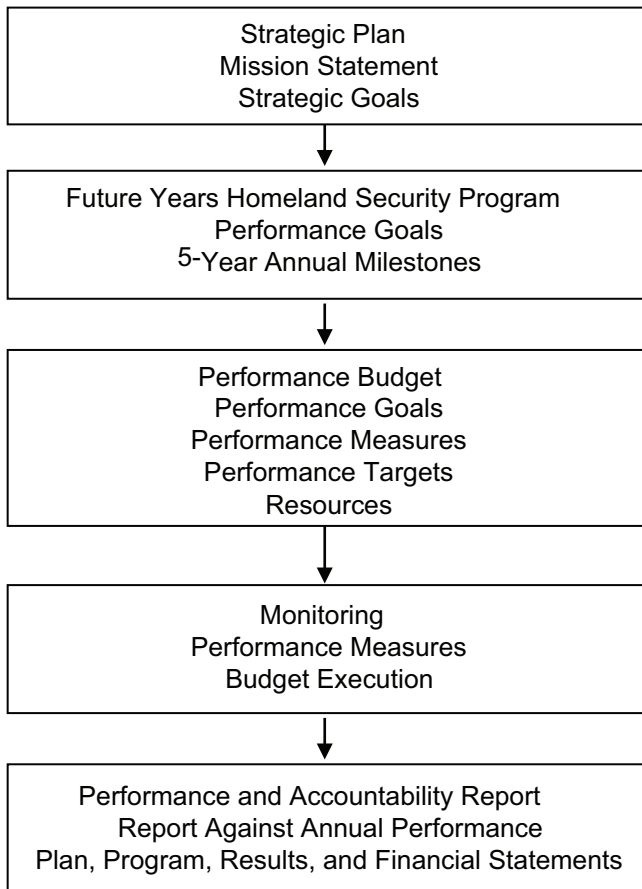 Strategic Plan
Mission Statement
Strategic Goals
Future Years Homeland Security Program
Performance Goals
5-Year Annual Milestones
Performance Budget
Performance Goals
Performance Measures
Performance Targets
Resources
Monitoring
Performance Measures
Budget Execution
Performance and Accountability Report
Report Against Annual Performance
Plan, Program, Results, and Financial Statements